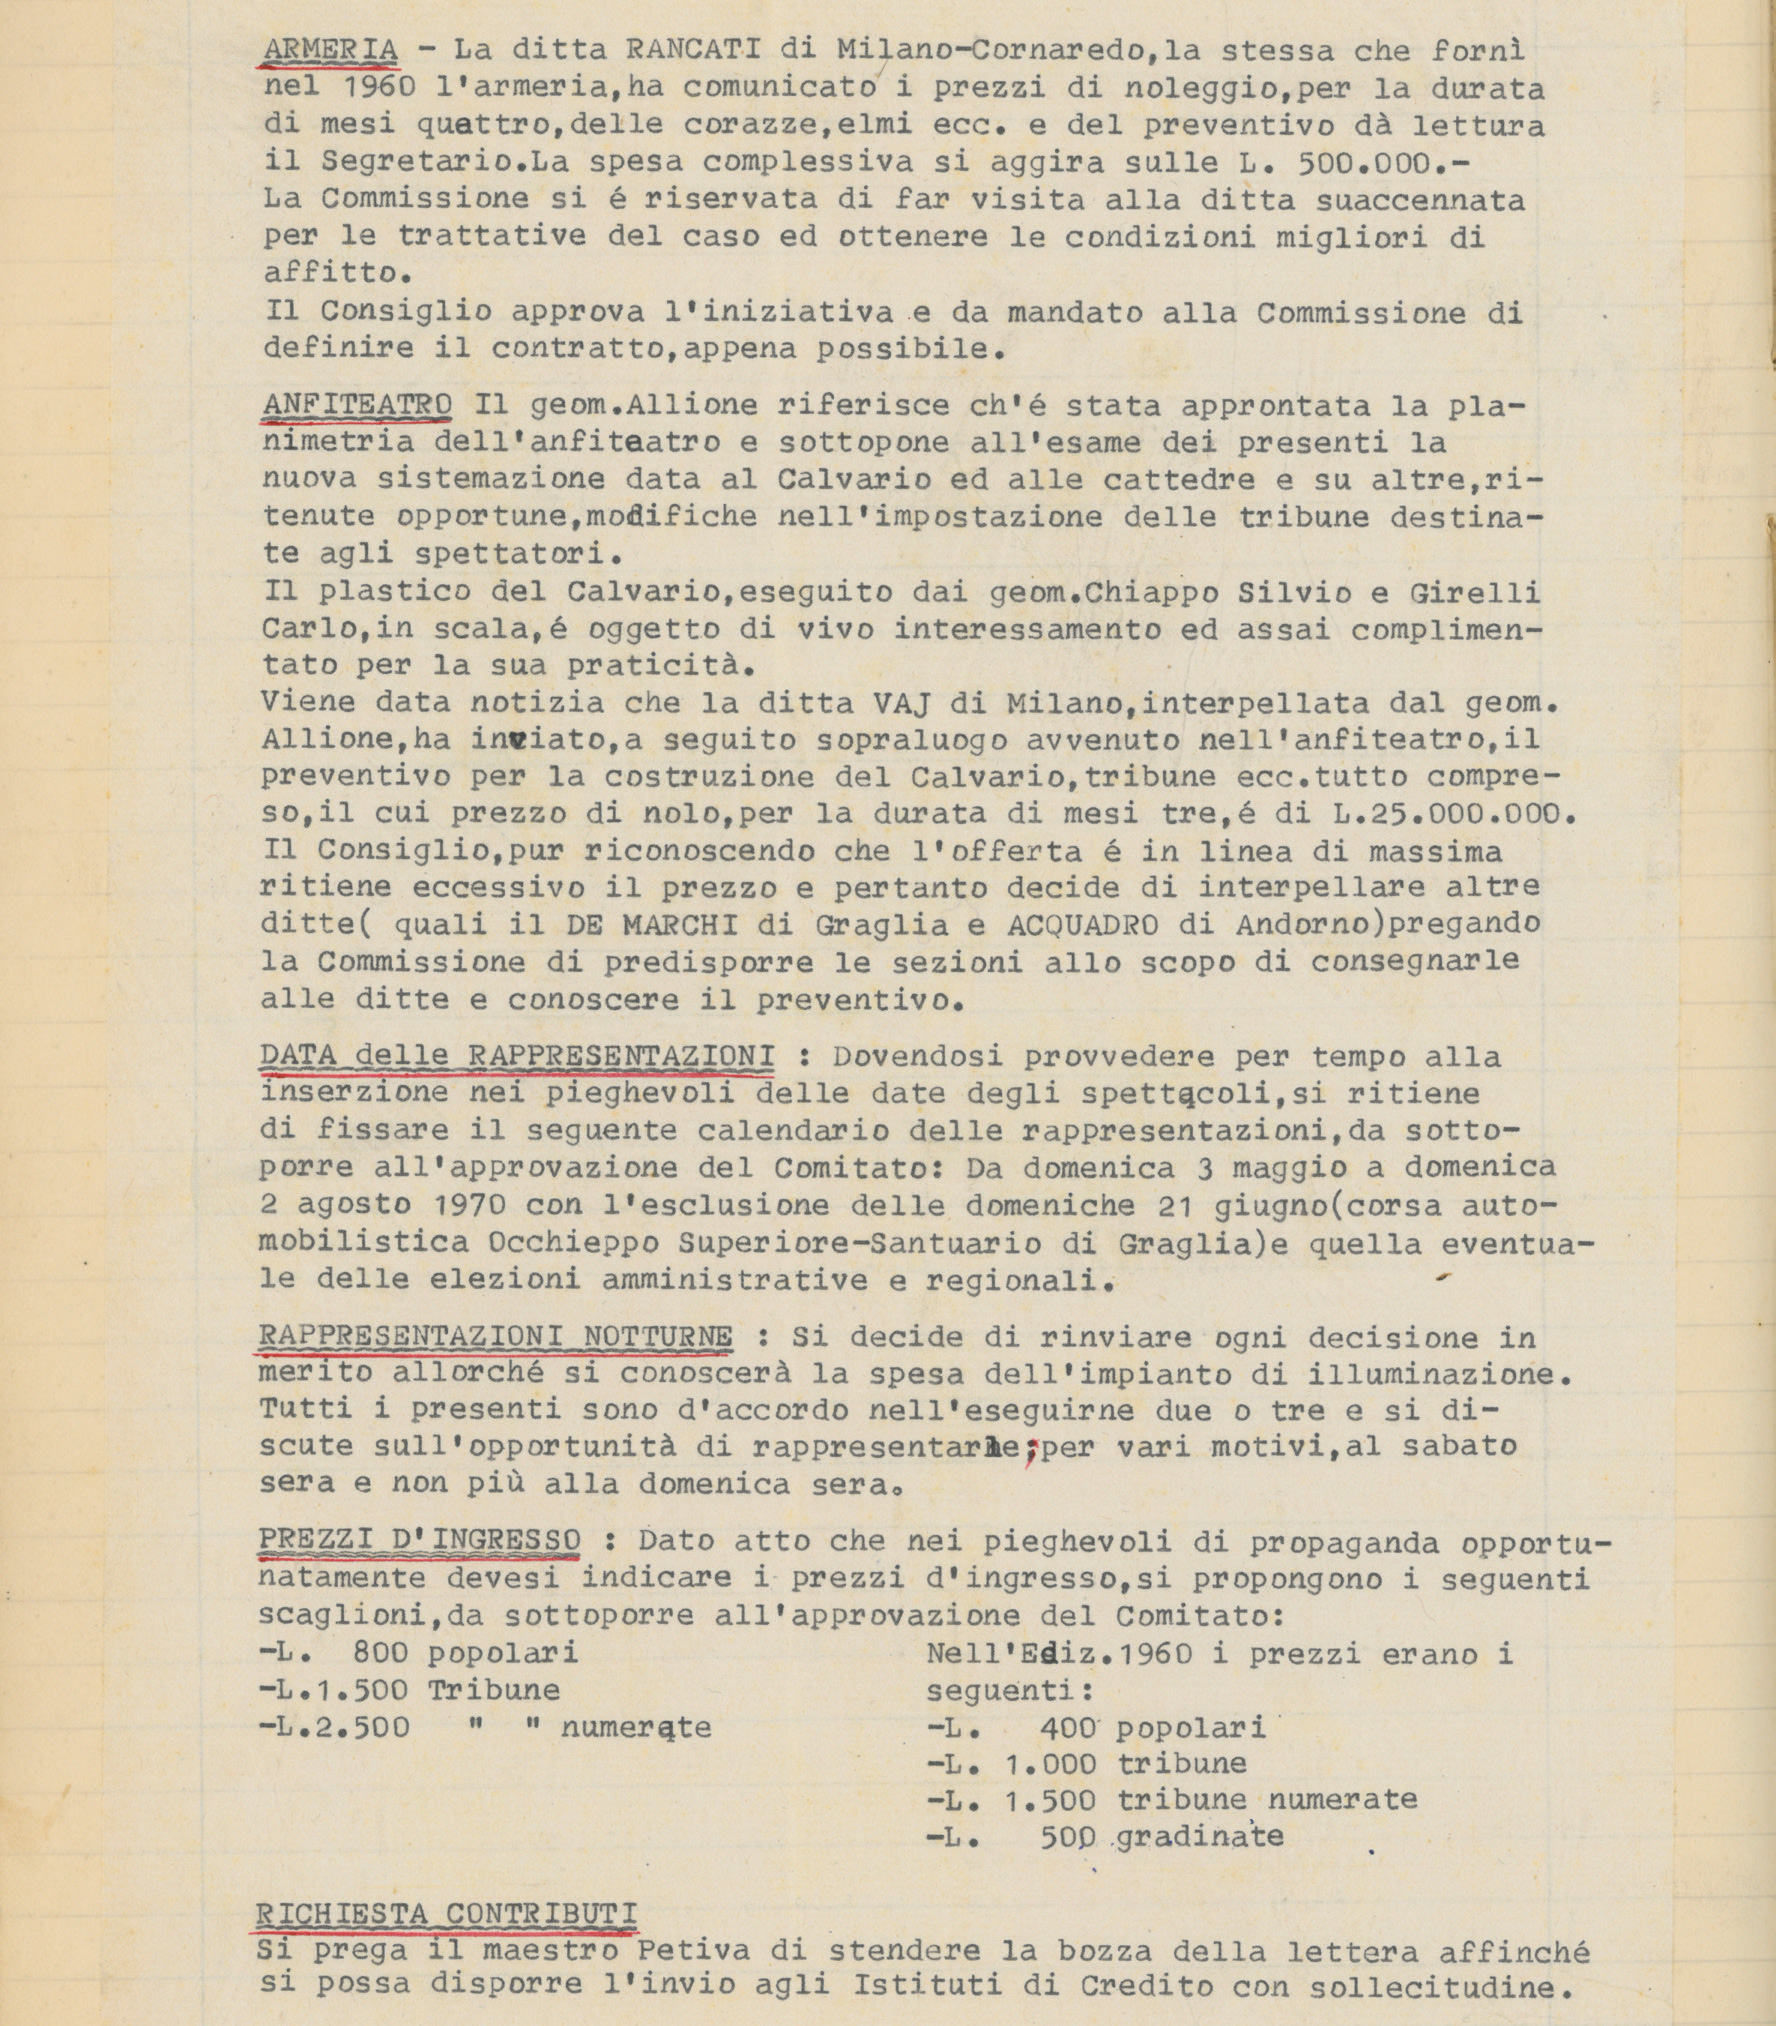 ARMERIA - La ditta RANCATI di Milano-Cornaredo,la stessa che fornì
nel 1960 l'armeria,ha comunicato i prezzi di noleggio,per la durata
di mesi quattro,delle corazze,elmi ecc. e del preventivo dà lettura
il Segretario.La spesa complessiva si aggira sulle L. 500.000.-
La Commissione si é riservata di far visita alla ditta suaccennata
per le trattative del caso ed ottenere le condizioni migliori di
affitto.
Il Consiglio approva l'iniziativa e da mandato alla Commissione di
definire il contratto,appena possibile.
ANFITEATRO Il geom.Allione riferisce ch'é stata approntata la pla-
nimetria dell'anfiteatro e sottopone all'esame dei presenti la
nuova sistemazione data al Calvario ed alle cattedre e su altre,ri-
tenute opportune,modifiche nell'impostazione delle tribune destina-
te agli spettatori.
Il plastico del Calvario,eseguito dai geom.Chiappo Silvio e Girelli
Carlo,in scala,é oggetto di vivo interessamento ed assai complimen-
tato per la sua praticità.
Viene data notizia che la ditta VAJ di Milano,interpellata dal geom.
Allione,ha inviato,a seguito sopraluogo avvenuto nell'anfiteatro,il
preventivo per la costruzione del Calvario,tribune ecc.tutto compre-
so,il cui prezzo di nolo,per la durata di mesi tre,é di L.25.000.000.
Il Consiglio,pur riconoscendo che l'offerta é in linea di massima
ritiene eccessivo il prezzo e pertanto decide di interpellare altre
ditte( quali il DE MARCHI di Graglia e ACQUADRO di Andorno)pregando
la Commissione di predisporre le sezioni allo scopo di consegnarle
alle ditte e conoscere il preventivo.
DATA delle RAPPRESENTAZIONI : Dovendosi provvedere per tempo alla
inserzione nei pieghevoli delle date degli spettacoli,si ritiene
di fissare il seguente calendario delle rappresentazioni,da sotto-
porre all'approvazione del Comitato: Da domenica 3 maggio a domenica
2 agosto 1970 con l'esclusione delle domeniche 21 giugno(corsa auto-
mobilistica Occhieppo Superiore-Santuario di Graglia)e quella eventua-
le delle elezioni amministrative e regionali.
RAPPRESENTAZIONI NOTTURNE : Si decide di rinviare ogni decisione in
merito allorché si conoscerà la spesa dell'impianto di illuminazione.
Tutti i presenti sono d'accordo nell'eseguirne due o tre e si di-
scute sull'opportunità di rappresentarle,per vari motivi,al sabato
sera e non più alla domenica sera.
PREZZI D'INGRESSO : Dato atto che nei pieghevoli di propaganda opportu-
natamente devesi indicare i prezzi d'ingresso,si propongono i seguenti
scaglioni,da sottoporre all'approvazione del Comitato:
-L.  800 popolari
-L.1.500 Tribune
-L.2.500   "  " numerate
Nell'Ediz.1960 i prezzi erano i
seguenti:
-L.   400 popolari
-L. 1.000 tribune
-L. 1.500 tribune numerate
-L.   500 gradinate
RICHIESTA CONTRIBUTI
Si prega il maestro Petiva di stendere la bozza della lettera affinché
si possa disporre l'invio agli Istituti di Credito con sollecitudine.